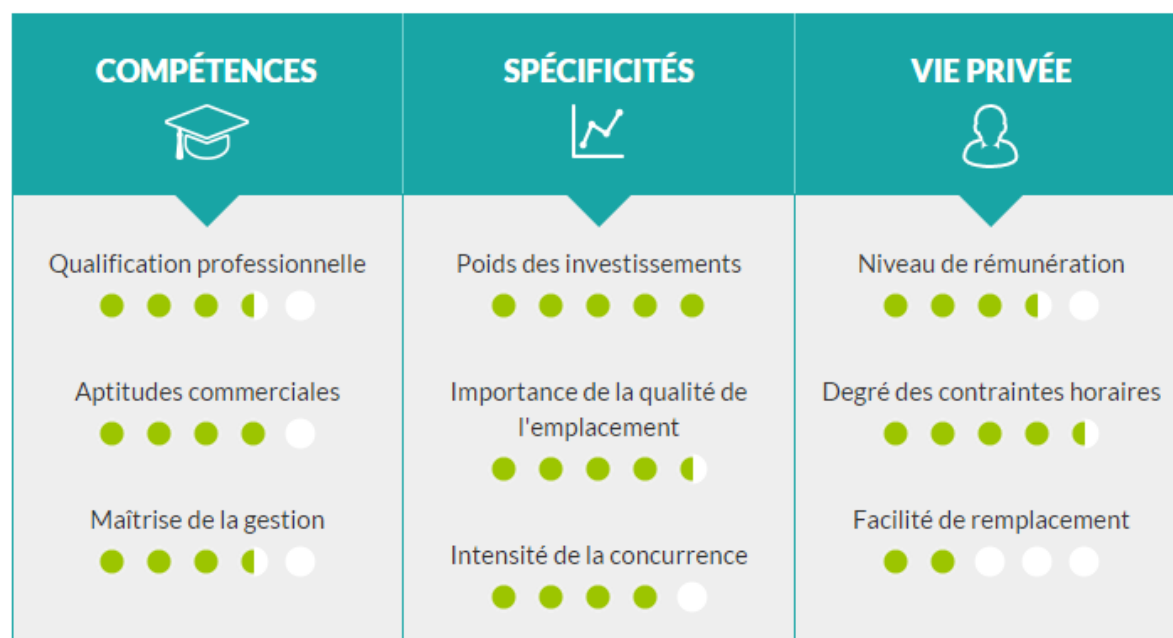 COMPÉTENCES
Qualification professionnelle
Aptitudes commerciales
Maîtrise de la gestion
SPÉCIFICITÉS
Poids des investissements
Importance de la qualité de
l'emplacement
Intensité de la concurrence
VIE PRIVÉE
Niveau de rémunération
Degré des contraintes horaires
Facilité de remplacement